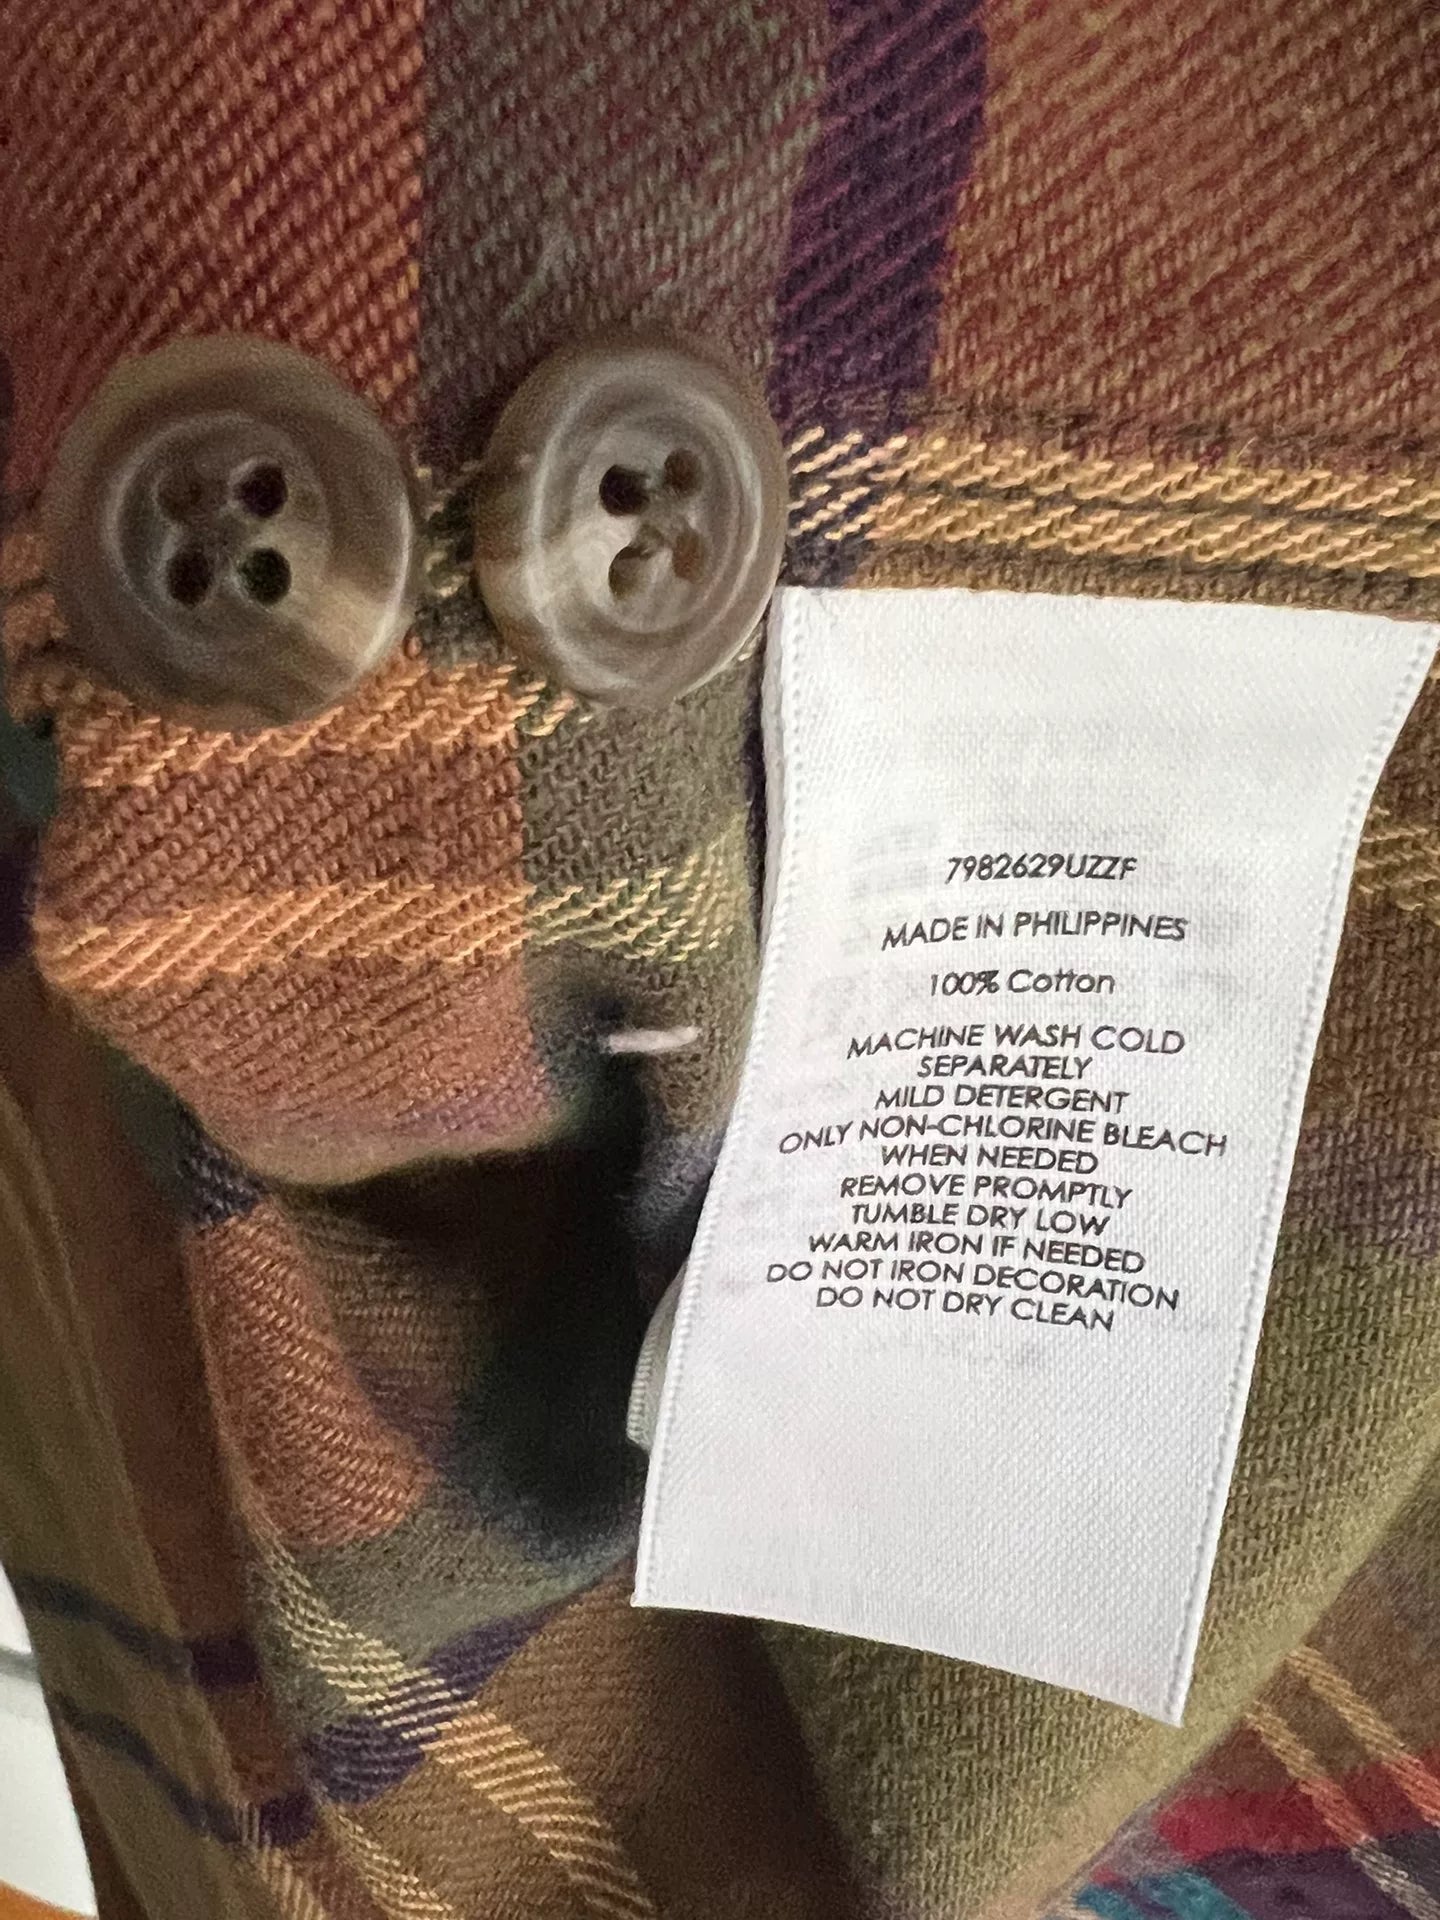 7982629UZZF
MADE IN PHILIPPINES
100% Cotton
MACHINE WASH COLD
SEPARATELY
MILD DETERGENT
ONLY NON-CHLORINE BLEACH
WHEN NEEDED
REMOVE PROMPTLY
TUMBLE DRY LOW
WARM IRON IF NEEDED
DO NOT IRON DECORATION
DO NOT DRY CLEAN